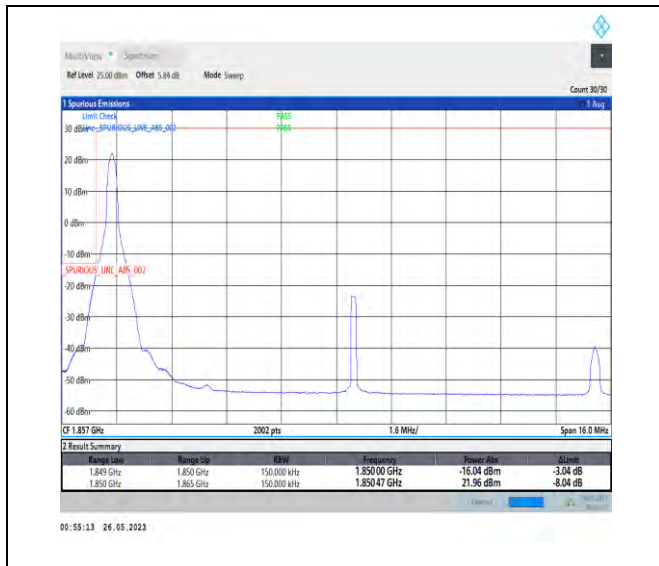 MultiView Spectrum
Ref Level 25.00 dBm Offset 5.84 dB Mode Sweep
Count 30/30
1 Spurious Emissions 1 Avg
Limit Check PASS
30 dBm Line _SPURIOUS_LINE_ABS_002 PASS
20 dBm
10 dBm
0 dBm
-10 dBm
_SPURIOUS_LINE_ABS_002
-20 dBm
-30 dBm
-40 dBm
-50 dBm
-60 dBm
CF 1.857 GHz 2002 pts 1.6 MHz/ Span 16.0 MHz
2 Result Summary
Range Low Range Up RBW Frequency Power Abs ΔLimit
1.849 GHz 1.850 GHz 150.000 kHz 1.85000 GHz -16.04 dBm -3.04 dB
1.850 GHz 1.865 GHz 150.000 kHz 1.85047 GHz 21.96 dBm -8.04 dB
00:55:13 26.05.2023